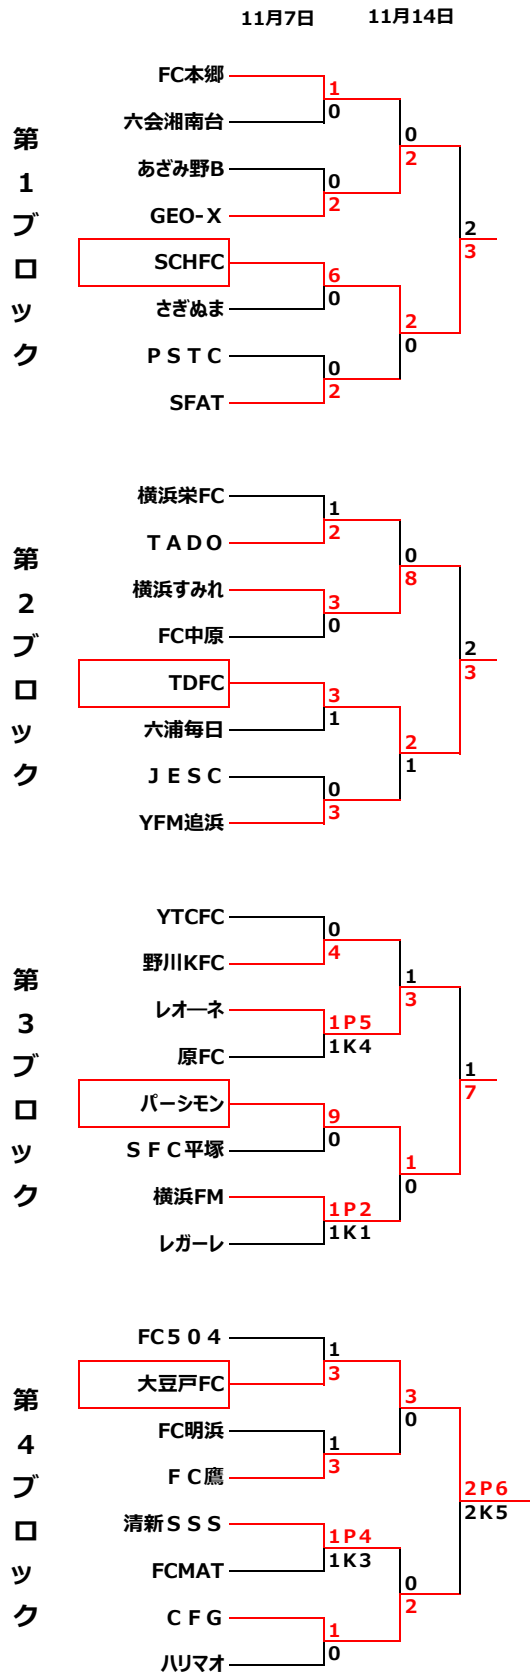 11月7日 11月14日
第1ブロック
FC本郷
1
六会湘南台
0
0
2
あざみ野B
0
GEO-X
2
2
3
SCHFC
6
さぎぬま
0
2
0
PSTC
0
SFAT
2
第2ブロック
横浜栄FC
1
TADO
2
0
8
横浜すみれ
3
FC中原
0
2
3
TDFC
3
六浦毎日
1
2
1
JESC
0
YFM追浜
3
第3ブロック
YTCFC
0
野川KFC
4
1
3
レオーネ
1P5
原FC
1K4
1
7
パーシモン
9
SFC平塚
0
1
0
横浜FM
1P2
レガーレ
1K1
第4ブロック
FC504
1
大豆戸FC
3
3
0
FC明浜
1
FC鷹
3
2P6
2K5
清新SSS
1P4
FCMAT
1K3
0
2
CFG
1
ハリマオ
0